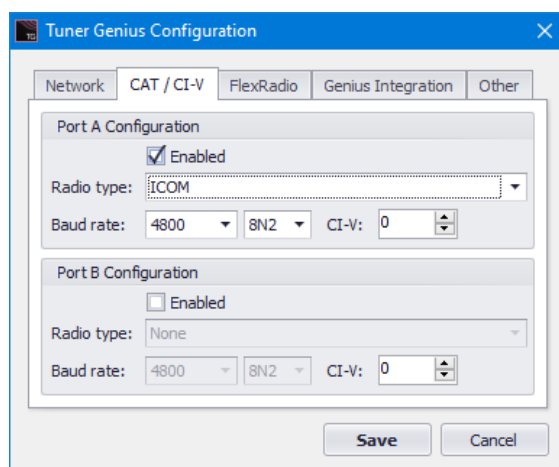 TG
Tuner Genius Configuration
Network CAT / CI-V FlexRadio Genius Integration Other
Port A Configuration
Enabled
Radio type: ICOM
Baud rate: 4800 8N2 CI-V: 0
Port B Configuration
Enabled
Radio type: None
Baud rate: 4800 8N2 CI-V: 0
Save Cancel